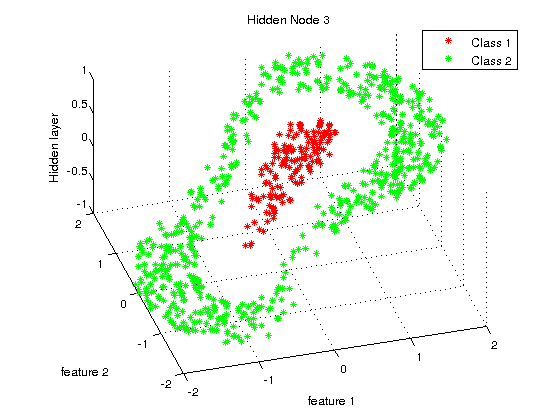 Hidden Node 3
Class 1
Class 2
Hidden layer
1
0.5
0
-0.5
-1
2
1
0
-1
-2
feature 2
-2
-1
0
1
2
feature 1